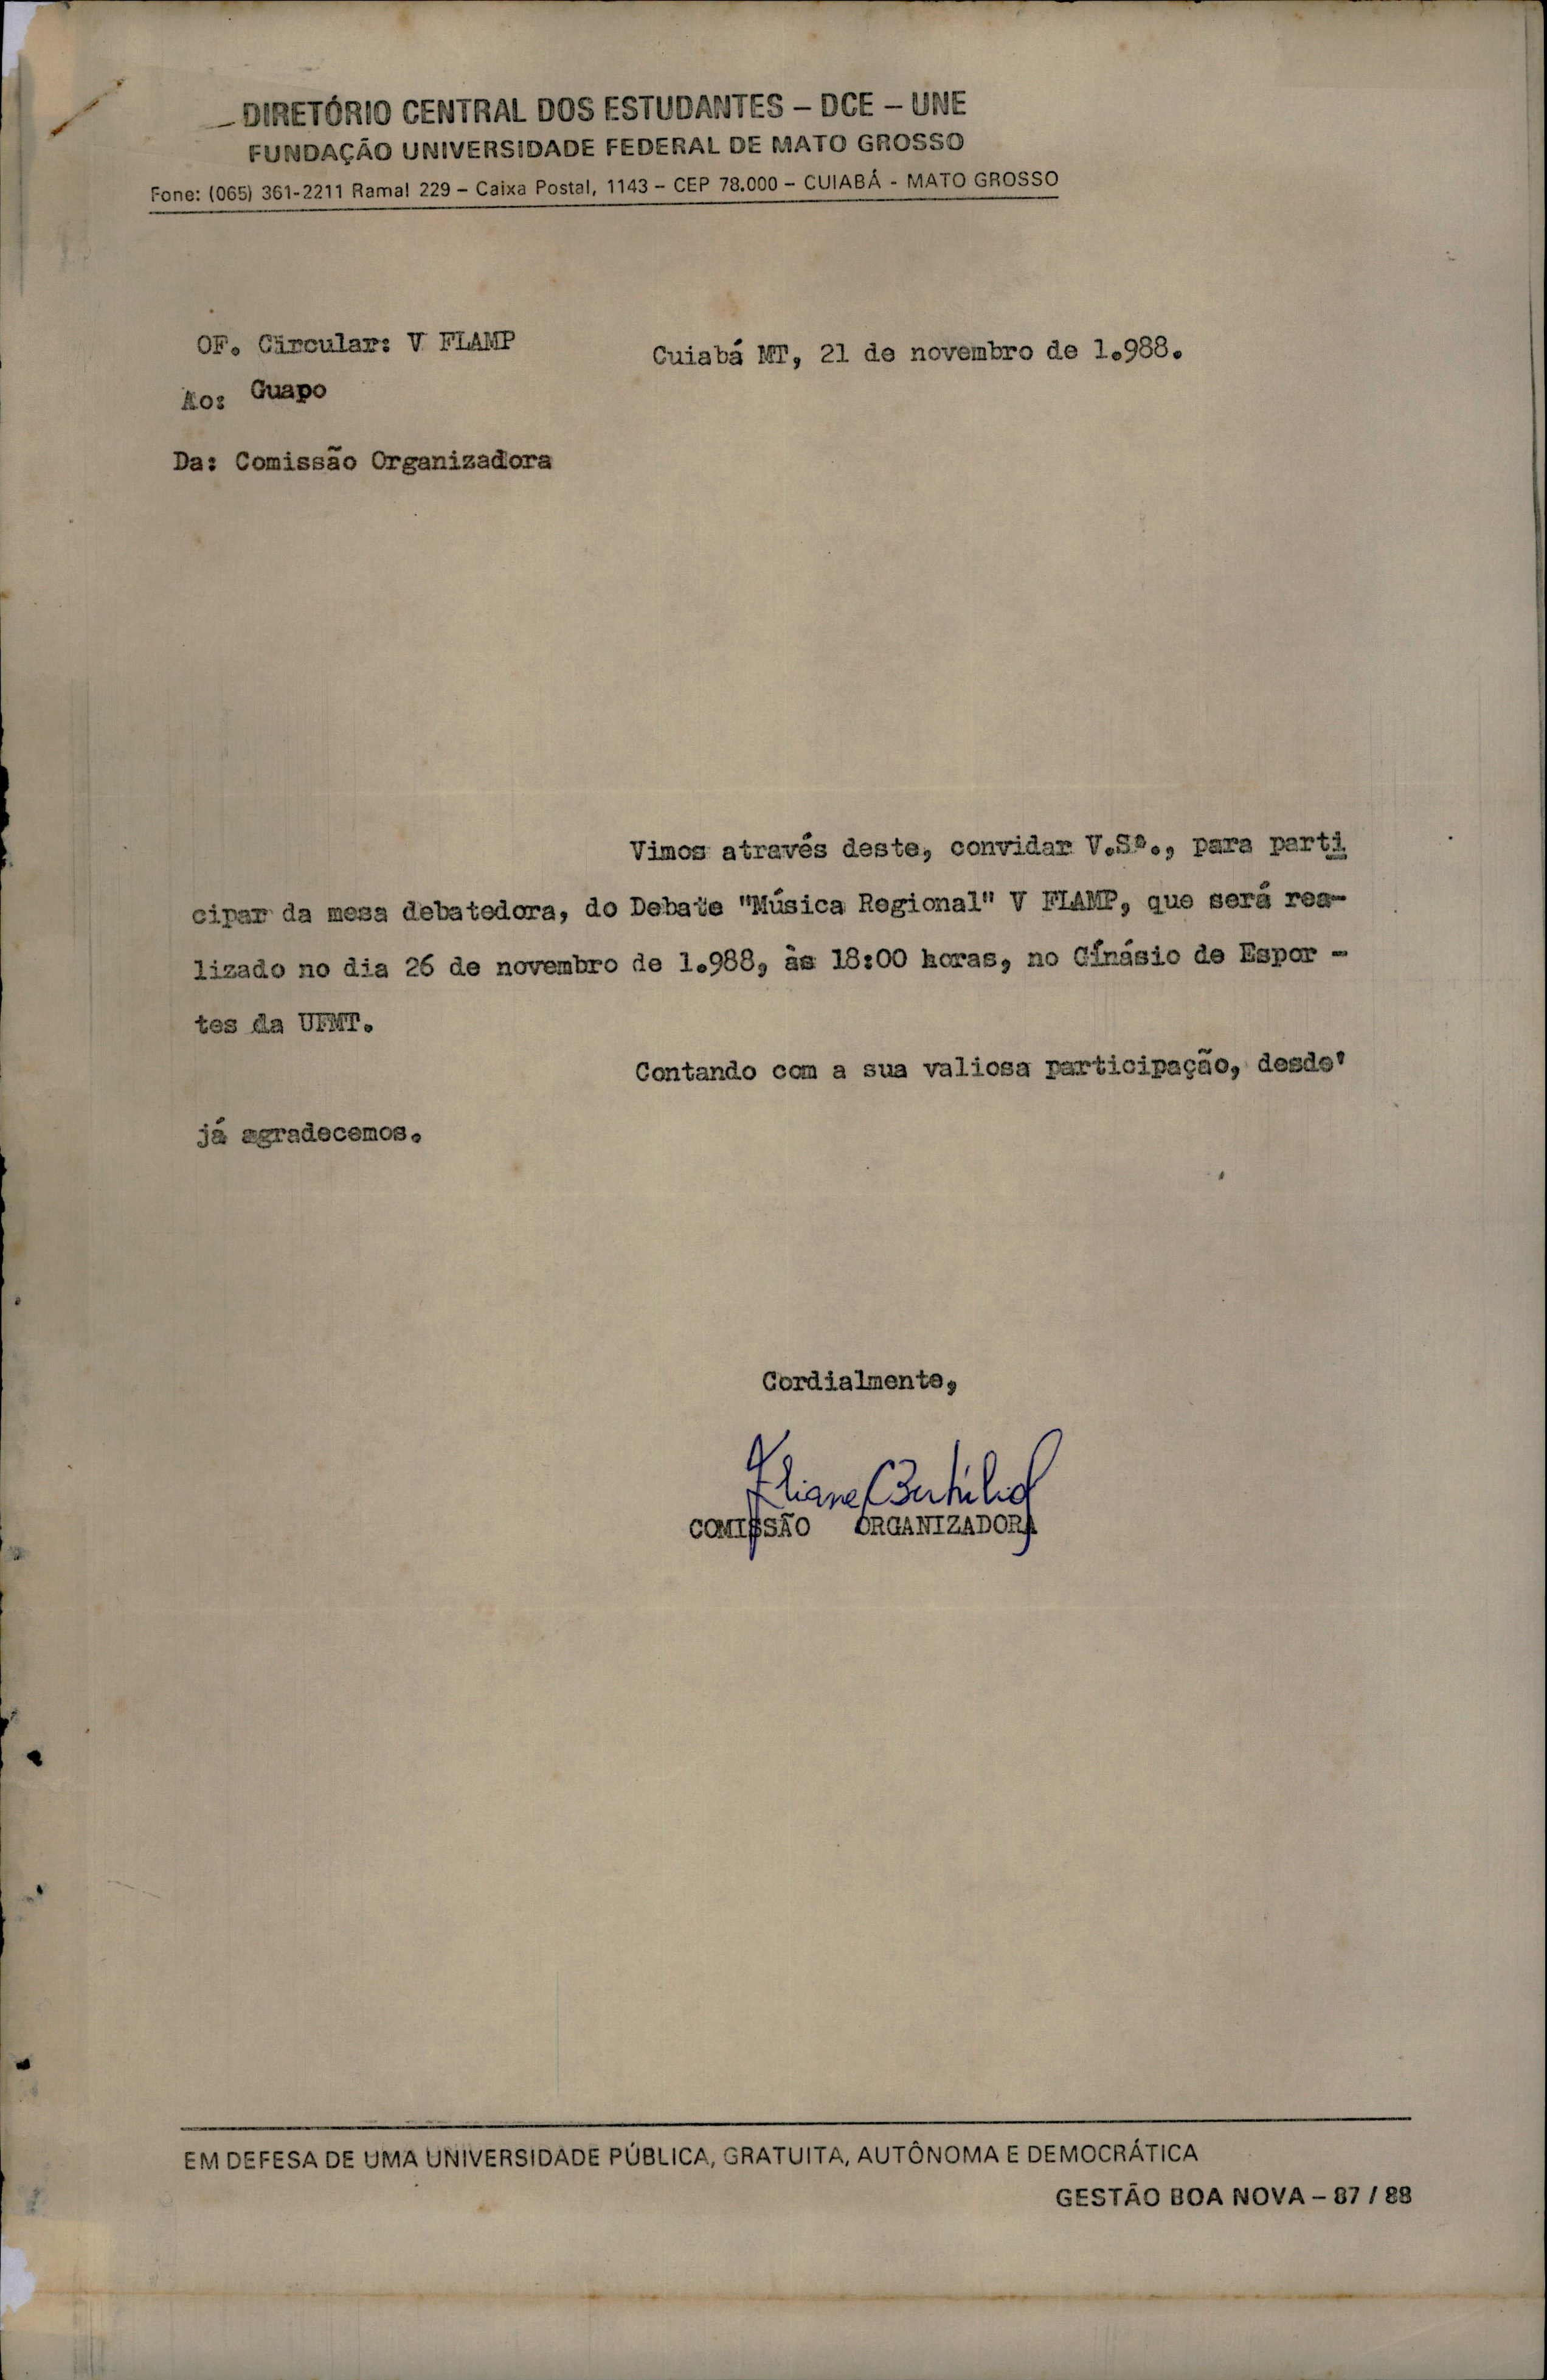 DIRETÓRIO CENTRAL DOS ESTUDANTES – DCE – UNE
FUNDAÇÃO UNIVERSIDADE FEDERAL DE MATO GROSSO
Fone: (065) 361-2211 Ramal 229 – Caixa Postal, 1143 – CEP 78.000 – CUIABÁ - MATO GROSSO
OF. Circular: V FLAMP
Cuiabá MT, 21 de novembro de 1.988.
Ao: Guapo
Da: Comissão Organizadora
Vimos através deste, convidar V.Sª., para parti
cipar da mesa debatedora, do Debate "Música Regional" V FLAMP, que será rea-
lizado no dia 26 de novembro de 1.988, às 18:00 horas, no Gínásio de Espor -
tes da UFMT.
Contando com a sua valiosa participação, desde'
já agradecemos.
Cordialmente,
COMISSÃO ORGANIZADORA
EM DEFESA DE UMA UNIVERSIDADE PÚBLICA, GRATUITA, AUTÔNOMA E DEMOCRÁTICA
GESTÃO BOA NOVA – 87 / 88